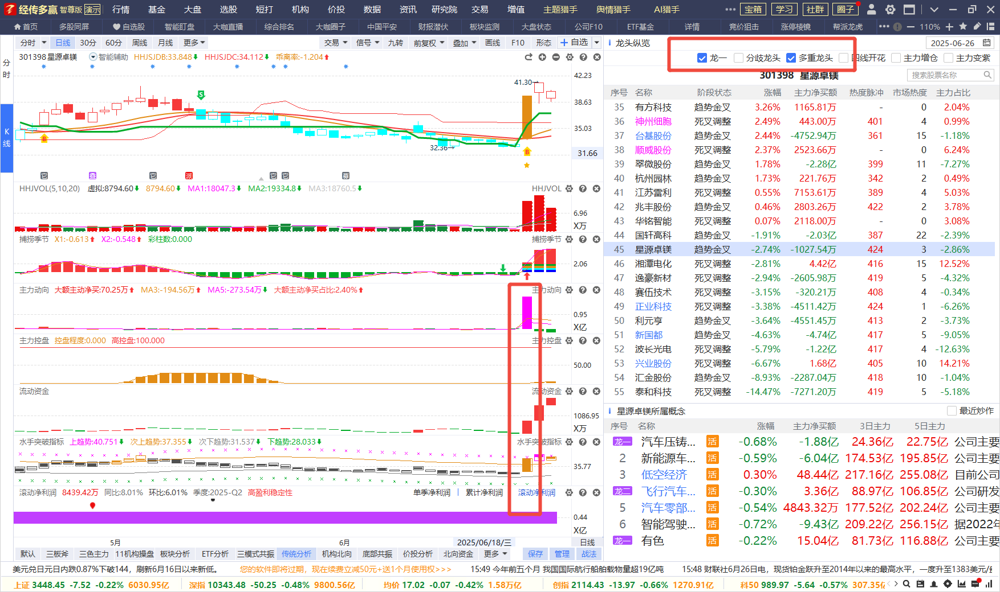 经传多赢 智尊版 演示 行情 基金 大盘 选股 短打 机构 价投 数据 资讯 研究院 交易 增值 主题猎手 舆情猎手 AI猎手 宝箱 学习 社群 圈子
首页 多股同屏 自选股 智能盯盘 大咖直播 综合排名 大咖圈子 中国平安 财报潜伏 板块监测 大盘状态 公司F10 ETF基金 详情 竞价狙击 涨停棱镜 帮派龙虎 110%
分时 日线 30分 60分 周线 月线 更多 交易 信号 九转 前复权 叠加 画线 F10 形态 自选
分时
K线
301398 星源卓镁 智能辅助 HHJSJDB:33.848 HHJSJDC:34.112 乖离率:-1.204
42.23
41.30
38.63
35.03
32.36
31.66
S
B
B
HHJVOL(5,10,20) 虚拟:8794.60 8794.60 MA1:18047.3 MA2:19334.8 MA3:18760.5 HHJVOL
6.96
X万
捕捞季节 X1:-0.613 X2:-0.548 彩柱数:0.000 捕捞季节
2.06
主力动向 大额主动净买:70.25万 MA3:-194.56万 MA5:-273.54万 大额主动净买占比:2.40% 主力动向
0.95
X亿
主力控盘 控盘程度:0.000 高控盘:100.000 主力控盘
50.00
流动资金 流动资金
1086.95
X万
水手突破指标 上趋势:40.751 次上趋势:37.355 次下趋势:31.537 下趋势:28.033 水手突破指标
35.77
滚动净利润 8439.42万 同比:8.01% 环比:6.01% 季度:2025-Q2 高盈利稳定性 单季净利润 累计净利润 滚动净利润
0.44
X亿
5月 6月 2025/06/18/三 日线
默认 三板斧 三色主力 11机构操盘 板块分析 ETF分析 三模式共振 传统分析 机构北向 底部共振 价投分析 北向资金 更多 保存 管理 战法
龙头纵览 2025-06-26
龙一 分歧龙头 多重龙头 四线开花 主力增仓 主力变紫
301398 星源卓镁 搜索股票名称
序号 名称 阶段状态 涨幅 主力净买额 热度脉冲 市场热度 主力占比
35 有方科技 趋势金叉 3.26% 1165.81万 - 0 2.04%
36 神州细胞 死叉调整 2.49% 443.00万 401 4 0.99%
37 台基股份 趋势金叉 2.44% -4752.94万 361 15 -1.18%
38 顺威股份 死叉调整 2.37% 2523.66万 - 0 6.24%
39 翠微股份 趋势金叉 1.78% -2.28亿 399 11 -7.27%
40 杭州园林 趋势金叉 1.73% 221.76万 342 2 0.49%
41 江苏雷利 死叉调整 0.55% 7153.61万 389 4 5.03%
42 兆丰股份 趋势金叉 0.46% 2803.26万 422 2 3.78%
43 华铭智能 死叉调整 0.07% 2118.00万 - 0 3.08%
44 国轩高科 趋势金叉 -1.91% -2.03亿 387 22 -2.39%
45 星源卓镁 趋势金叉 -2.74% -1027.54万 424 3 -2.86%
46 湘潭电化 死叉调整 -2.81% 4.42亿 416 15 12.52%
47 逸豪新材 死叉调整 -2.94% -2605.98万 419 5 -4.32%
48 赛伍技术 死叉调整 -3.15% -320.21万 408 4 -0.34%
49 正业科技 死叉调整 -3.38% -4511.42万 424 1 -6.26%
50 利元亨 趋势金叉 -3.64% -4551.45万 413 2 -3.73%
51 新国都 趋势金叉 -4.63% -4.74亿 417 5 -9.05%
52 波长光电 死叉调整 -5.79% -1.22亿 417 4 -12.63%
53 兴业股份 死叉调整 -6.67% 1.68亿 405 10 14.21%
54 汇金股份 趋势金叉 -8.93% -2287.04万 418 10 -1.04%
55 泰和科技 死叉调整 -14.47% -7271.20万 419 5 -5.18%
星源卓镁所属概念 最近炒作
序号 名称 涨幅 主力净买额 3日主力 5日主力
龙一 汽车压铸... 活 -0.68% -1.88亿 24.36亿 22.75亿 公司主要
2 新能源车... 活 -0.59% -6.04亿 174.53亿 195.85亿 公司主要
3 低空经济 活 0.30% 48.44亿 217.16亿 255.08亿 目前公司
龙二 飞行汽车... 活 -0.30% 3.36亿 88.97亿 106.85亿 公司研发
5 汽车零部... 活 -0.54% 4843.32万 177.52亿 202.24亿 公司主要
6 智能驾驶... 活 -0.72% -9.43亿 209.22亿 256.15亿 据2022年
龙一 有色 活 -0.22% 15.04亿 81.73亿 116.88亿 公司主要
美元兑日元日内跌0.87%下破144，刷新6月16日以来新低。 您的软件即将过期，现在续费立减50元+送1个月使用权>>> 15:49 今年前五个月 我国国际航行船舶载物量超19亿吨 15:48 财联社6月26日电，现货铂金跃升至2014年以来的最高水平，一度升至1383美元/
上证 3448.45 -7.52 -0.22% 6030.95亿 深指 10343.48 -50.25 -0.48% 9800.56亿 均价 17.02 -0.07 -0.42% 1.58万亿 创指 2114.43 -13.97 -0.66% 1270.91亿 科50 989.97 -5.64 -0.57% 307.35亿